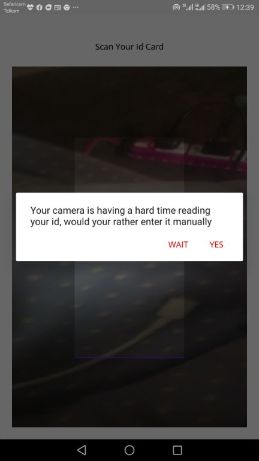 Safaricom
Telkom
58% 12:39
Scan Your Id Card
Your camera is having a hard time reading
your id, would your rather enter it manually
WAIT YES